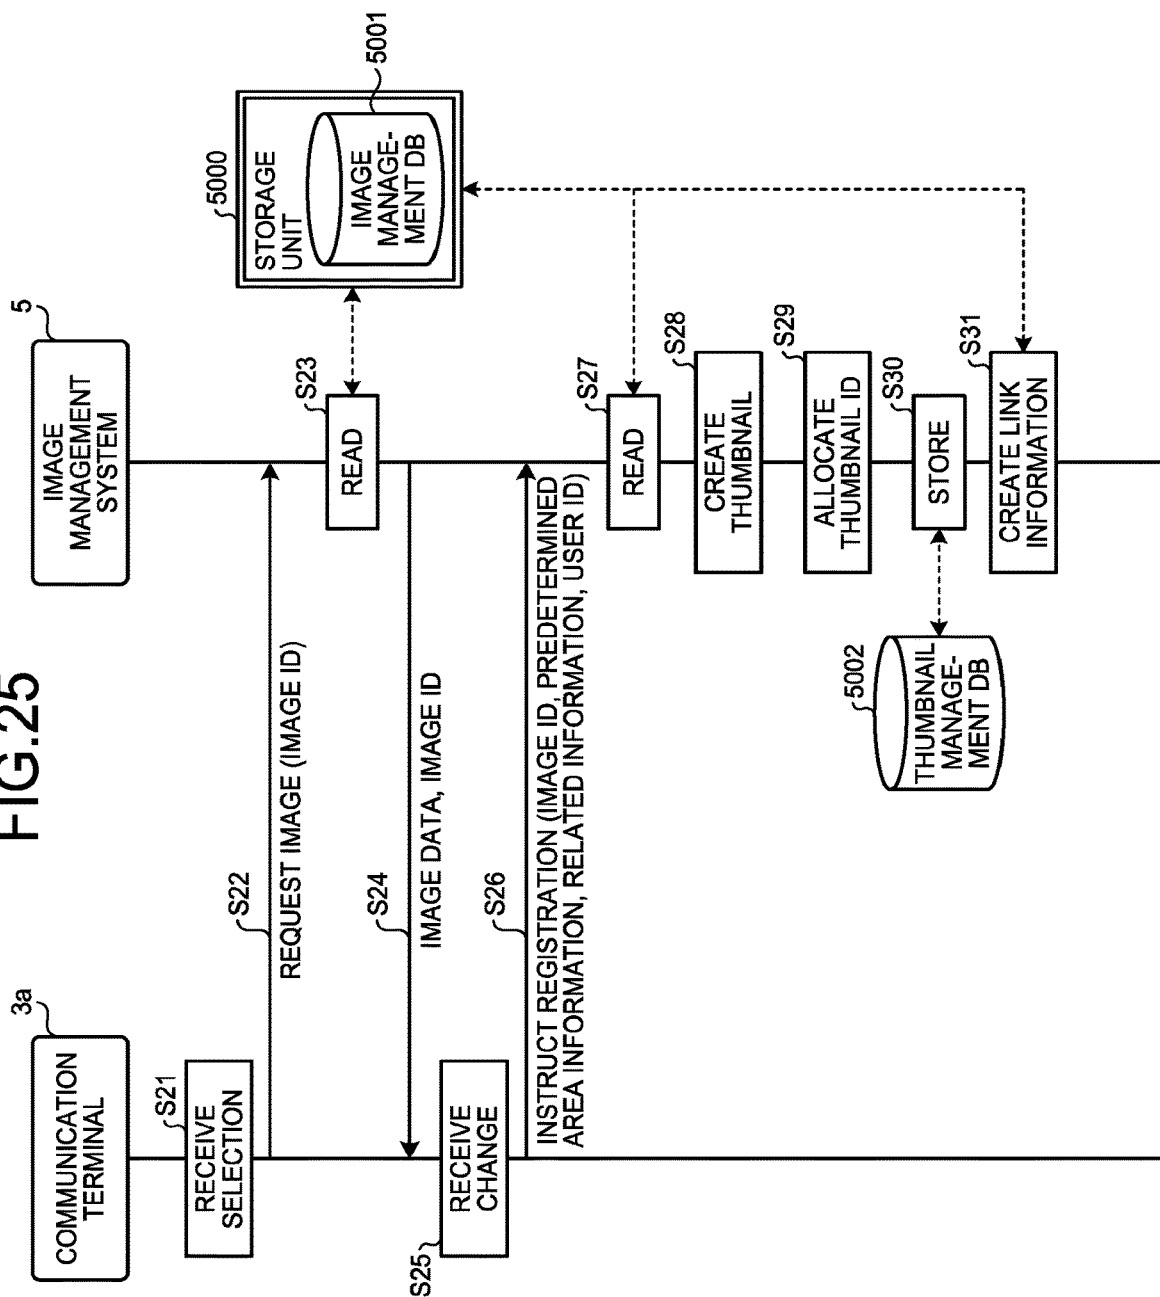 FIG.25
3a
COMMUNICATION
TERMINAL
5
IMAGE
MANAGEMENT
SYSTEM
S21
RECEIVE
SELECTION
S22
REQUEST IMAGE (IMAGE ID)
5000
STORAGE
UNIT
5001
IMAGE
MANAGE-
MENT DB
S23
READ
S24
IMAGE DATA, IMAGE ID
S25
RECEIVE
CHANGE
S26
INSTRUCT REGISTRATION (IMAGE ID, PREDETERMINED
AREA INFORMATION, RELATED INFORMATION, USER ID)
S27
READ
S28
CREATE
THUMBNAIL
S29
ALLOCATE
THUMBNAIL ID
5002
THUMBNAIL
MANAGE-
MENT DB
S30
STORE
S31
CREATE LINK
INFORMATION